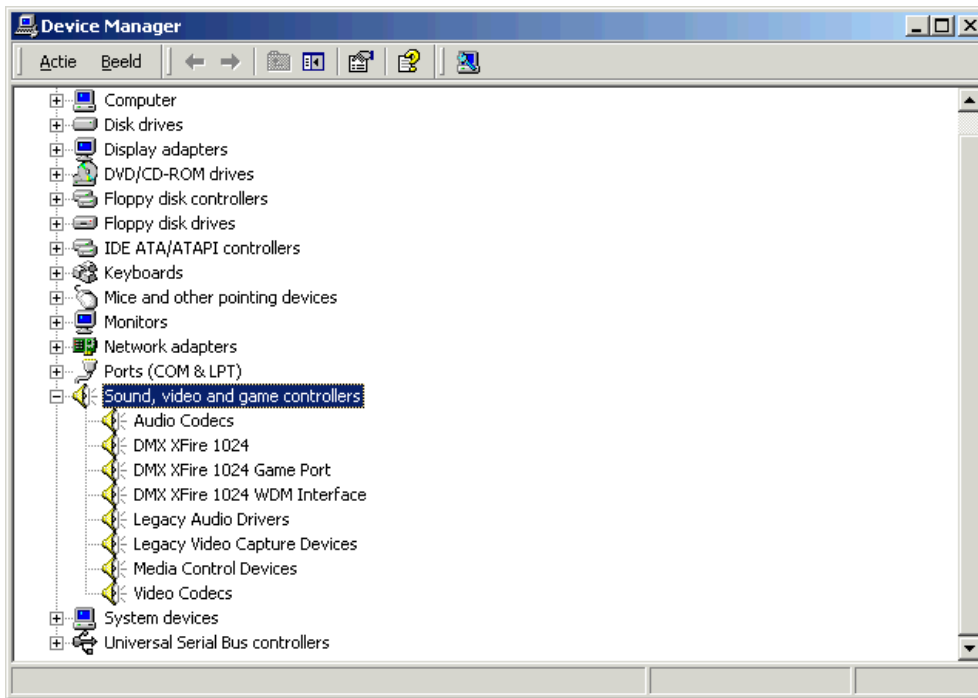 Device Manager
Actie Beeld
Computer
Disk drives
Display adapters
DVD/CD-ROM drives
Floppy disk controllers
Floppy disk drives
IDE ATA/ATAPI controllers
Keyboards
Mice and other pointing devices
Monitors
Network adapters
Ports (COM & LPT)
Sound, video and game controllers
Audio Codecs
DMX XFire 1024
DMX XFire 1024 Game Port
DMX XFire 1024 WDM Interface
Legacy Audio Drivers
Legacy Video Capture Devices
Media Control Devices
Video Codecs
System devices
Universal Serial Bus controllers